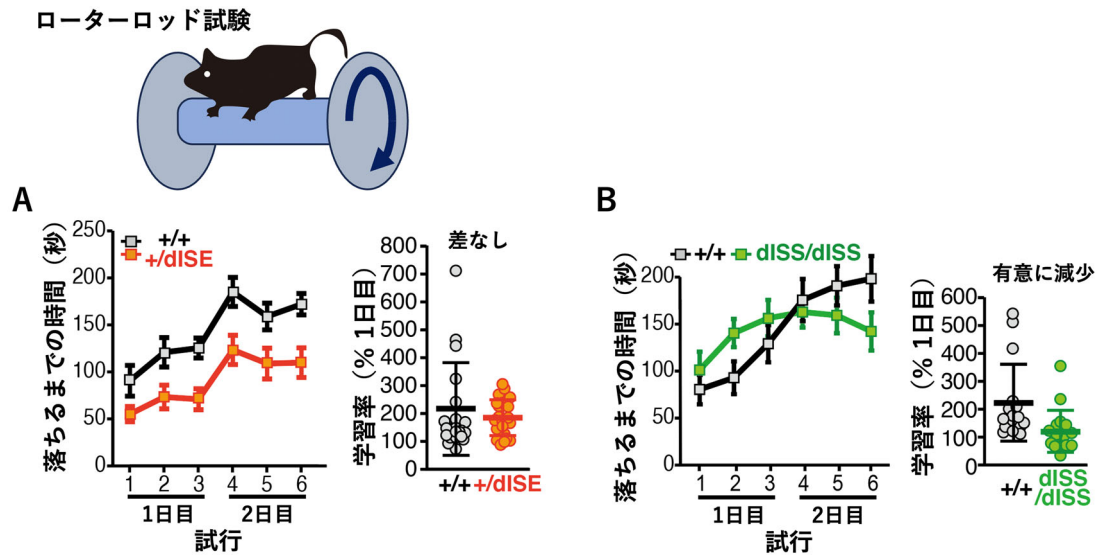 ローターロッド試験
A
落ちるまでの時間（秒）
250
200
150
100
50
0
+/+
+/dISE
1 2 3 4 5 6
1日目 2日目
試行
差なし
学習率（% 1日目）
800
700
600
500
400
300
200
100
0
+/+ +/dISE
B
落ちるまでの時間（秒）
200
150
100
50
0
+/+ dISS/dISS
1 2 3 4 5 6
1日目 2日目
試行
有意に減少
学習率（% 1日目）
600
500
400
300
200
100
0
+/+ dISS
/dISS